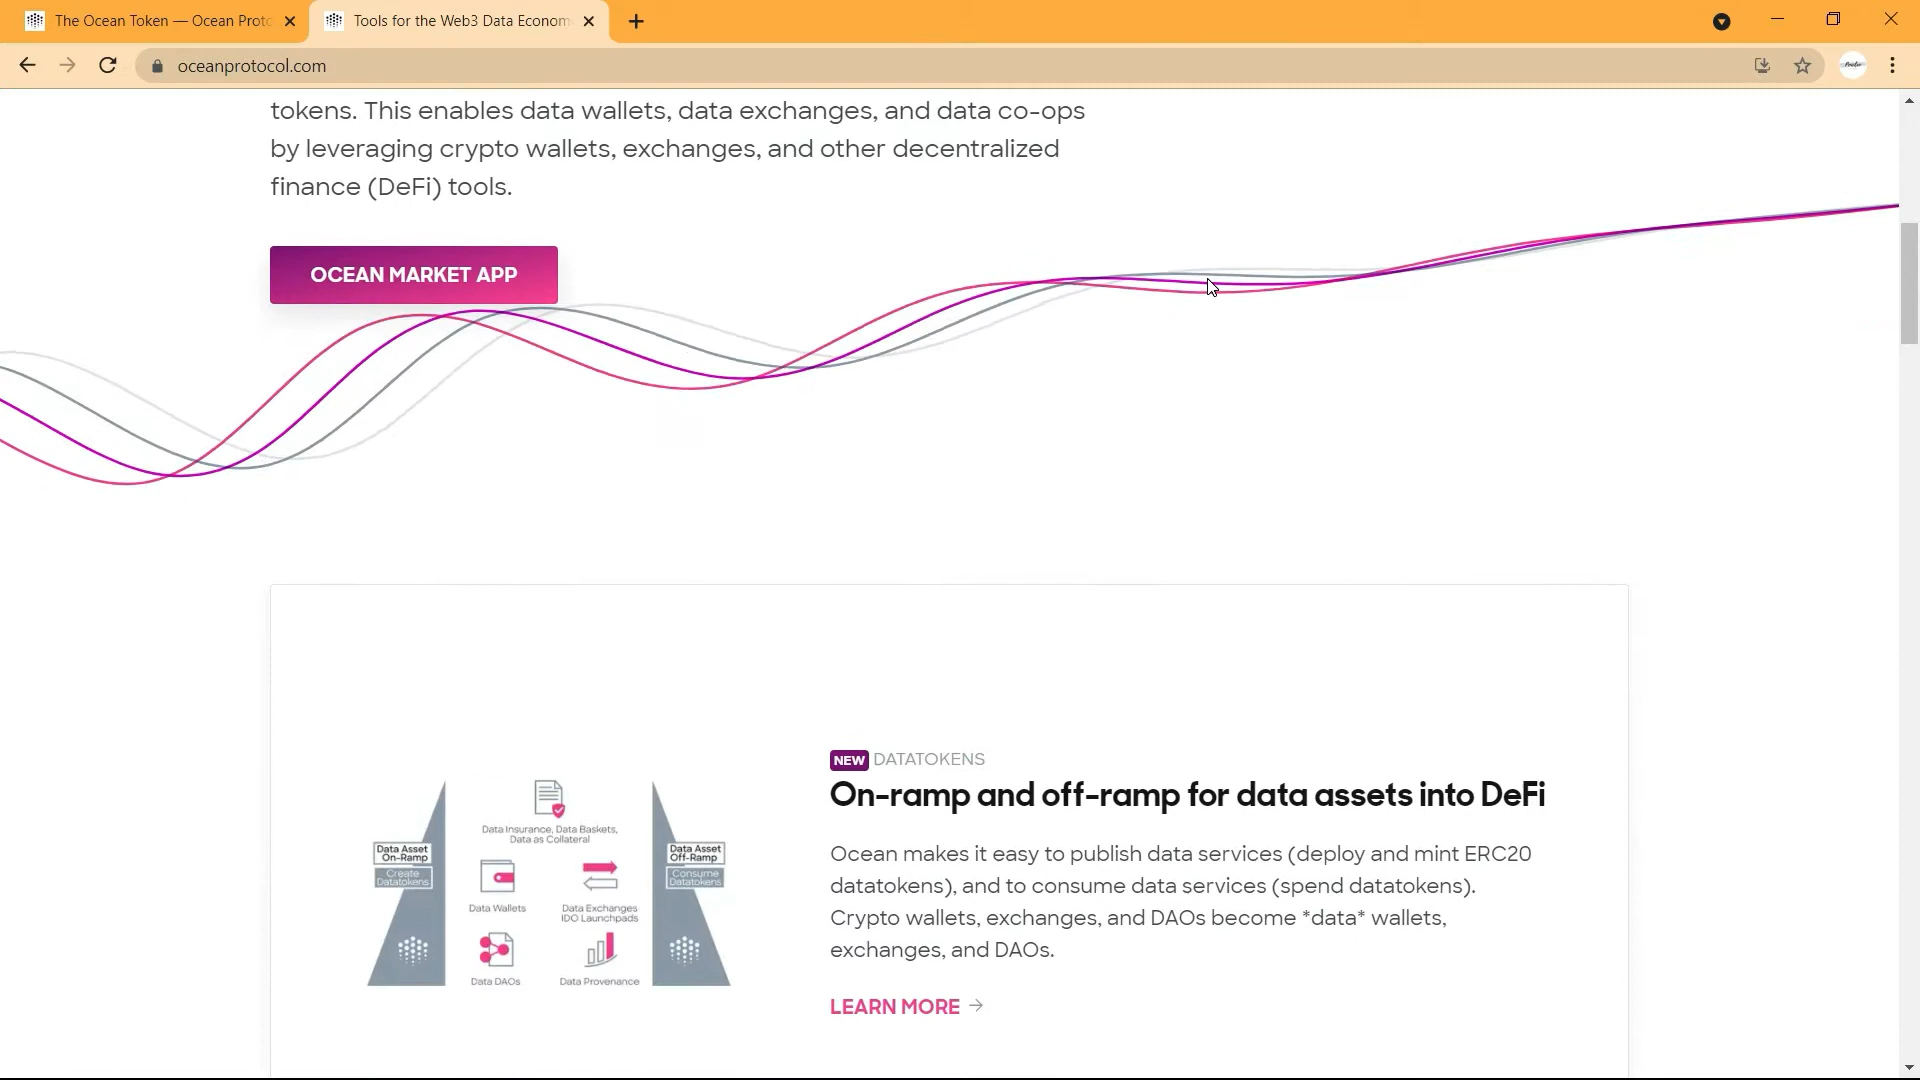 The Ocean Token — Ocean Proto
Tools for the Web3 Data Econom
oceanprotocol.com
tokens. This enables data wallets, data exchanges, and data co-ops
by leveraging crypto wallets, exchanges, and other decentralized
finance (DeFi) tools.
OCEAN MARKET APP
NEW DATATOKENS
On-ramp and off-ramp for data assets into DeFi
Ocean makes it easy to publish data services (deploy and mint ERC20
datatokens), and to consume data services (spend datatokens).
Crypto wallets, exchanges, and DAOs become *data* wallets,
exchanges, and DAOs.
LEARN MORE →
Data Insurance, Data Baskets,
Data as Collateral
Data Asset
On-Ramp
Create
Datatokens
Data Asset
Off-Ramp
Consume
Datatokens
Data Wallets
Data Exchanges
IDO Launchpads
Data DAOs
Data Provenance